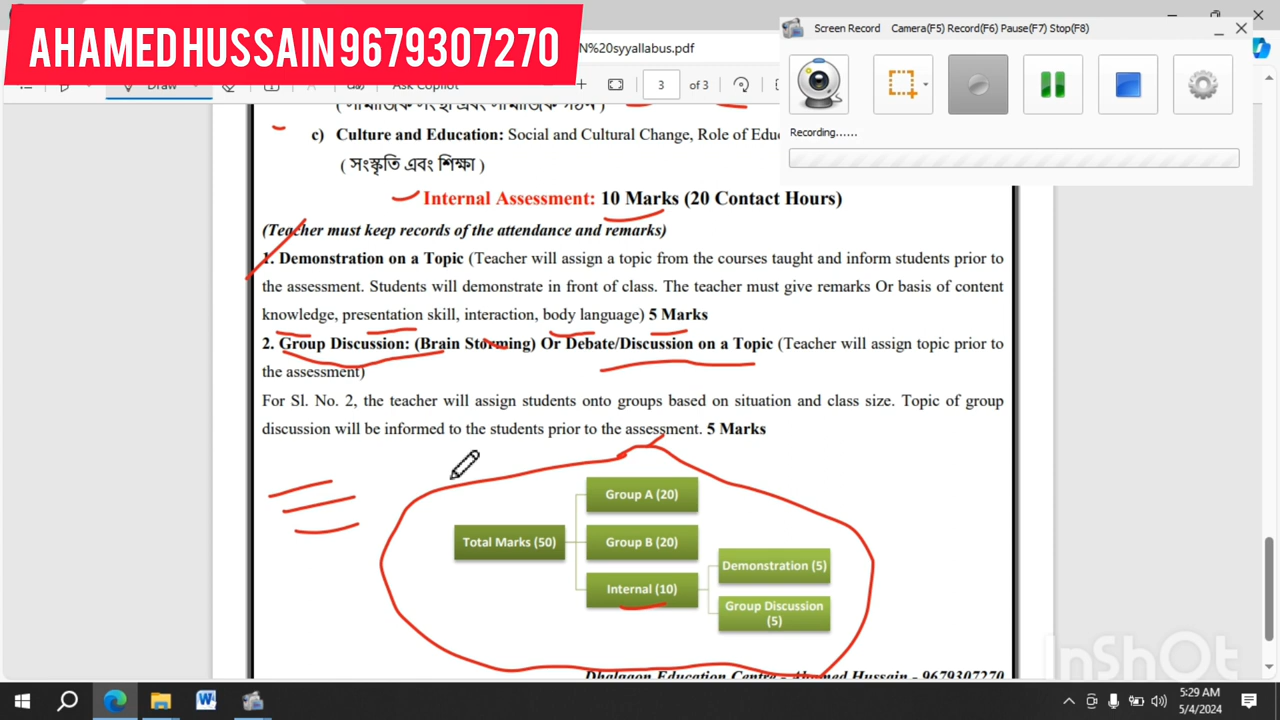 AHAMED HUSSAIN 9679307270
Screen Record Camera(F5) Record(F6) Pause(F7) Stop(F8)
N%20syyallabus.pdf
Draw
Ask Copilot
3 of 3
Recording......
(সামাজিক সংস্থা এবং সামাজিক গঠন)
c) Culture and Education: Social and Cultural Change, Role of Edu
( সংস্কৃতি এবং শিক্ষা )
Internal Assessment: 10 Marks (20 Contact Hours)
(Teacher must keep records of the attendance and remarks)
1. Demonstration on a Topic (Teacher will assign a topic from the courses taught and inform students prior to
the assessment. Students will demonstrate in front of class. The teacher must give remarks Or basis of content
knowledge, presentation skill, interaction, body language) 5 Marks
2. Group Discussion: (Brain Storming) Or Debate/Discussion on a Topic (Teacher will assign topic prior to
the assessment)
For Sl. No. 2, the teacher will assign students onto groups based on situation and class size. Topic of group
discussion will be informed to the students prior to the assessment. 5 Marks
Group A (20)
Total Marks (50)
Group B (20)
Demonstration (5)
Internal (10)
Group Discussion
(5)
Dhalagon Education Centre - Ahamed Hussain - 9679307270
InShOt
5:29 AM
5/4/2024